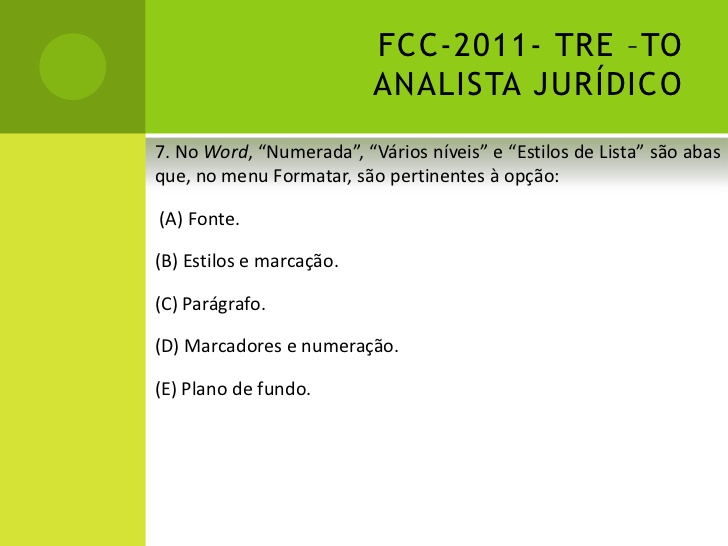 FCC-2011- TRE –TO
ANALISTA JURÍDICO
7. No Word, “Numerada”, “Vários níveis” e “Estilos de Lista” são abas
que, no menu Formatar, são pertinentes à opção:
(A) Fonte.
(B) Estilos e marcação.
(C) Parágrafo.
(D) Marcadores e numeração.
(E) Plano de fundo.